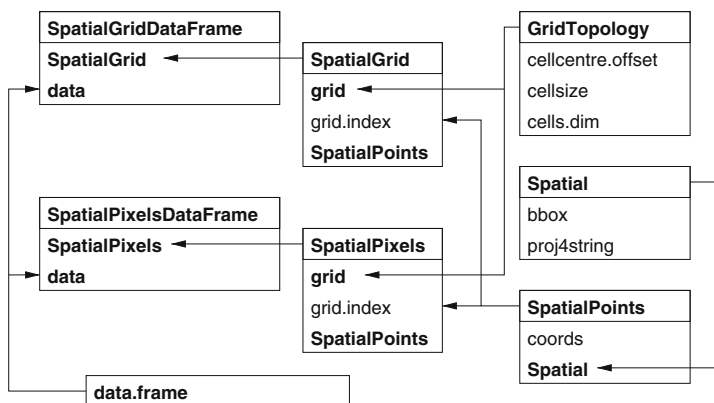 SpatialGridDataFrame
SpatialGrid
data
SpatialGrid
grid
grid.index
SpatialPoints
GridTopology
cellcentre.offset
cellsize
cells.dim
SpatialPixelsDataFrame
SpatialPixels
data
SpatialPixels
grid
grid.index
SpatialPoints
Spatial
bbox
proj4string
SpatialPoints
coords
Spatial
data.frame